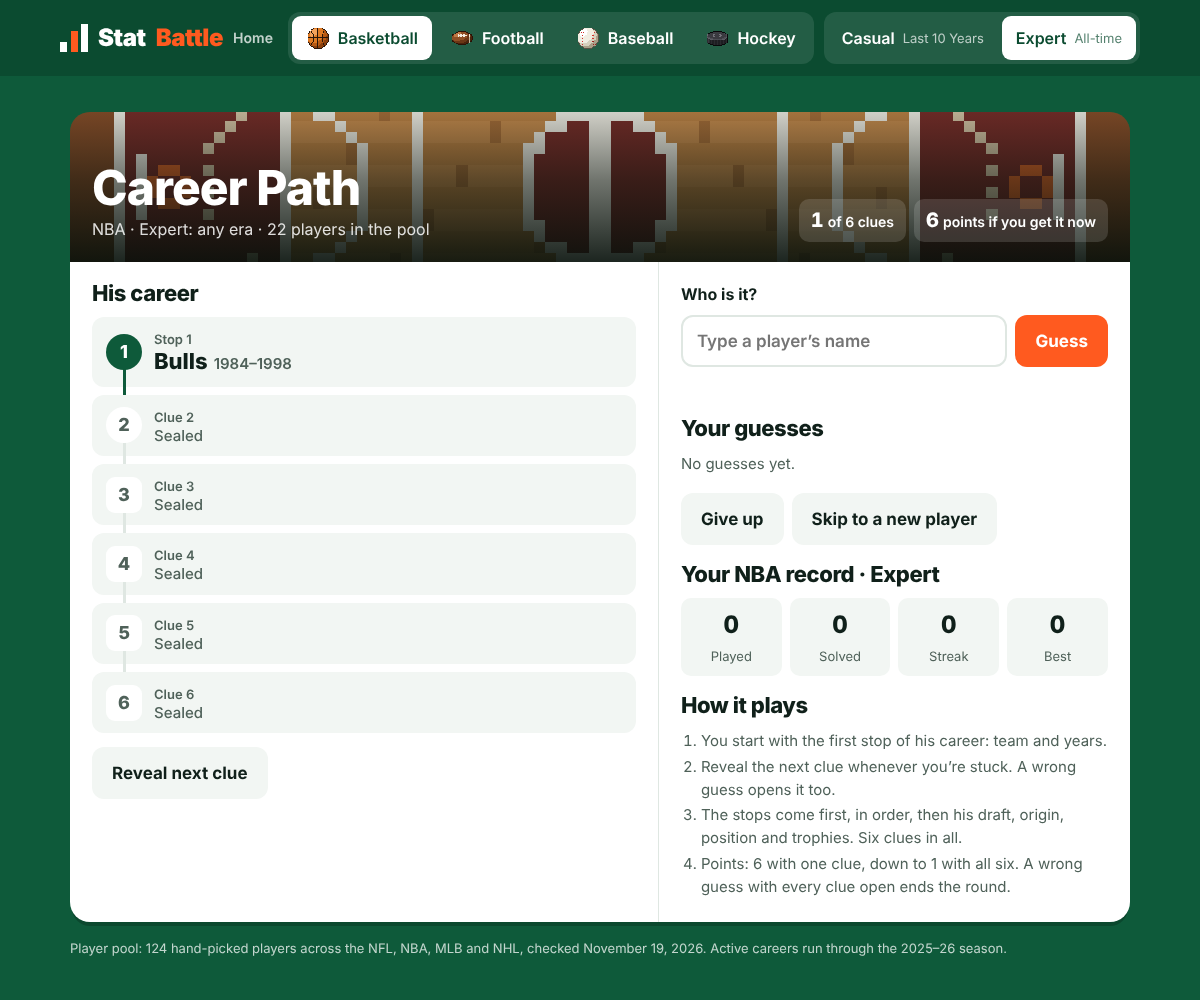 Stat Battle
Home
Basketball
Football
Baseball
Hockey
Casual Last 10 Years
Expert All-time
Career Path
NBA · Expert: any era · 22 players in the pool
1 of 6 clues
6 points if you get it now
His career
1
Stop 1
Bulls 1984–1998
2
Clue 2
Sealed
3
Clue 3
Sealed
4
Clue 4
Sealed
5
Clue 5
Sealed
6
Clue 6
Sealed
Reveal next clue
Who is it?
Type a player’s name
Guess
Your guesses
No guesses yet.
Give up
Skip to a new player
Your NBA record · Expert
0
Played
0
Solved
0
Streak
0
Best
How it plays
1. You start with the first stop of his career: team and years.
2. Reveal the next clue whenever you’re stuck. A wrong
guess opens it too.
3. The stops come first, in order, then his draft, origin,
position and trophies. Six clues in all.
4. Points: 6 with one clue, down to 1 with all six. A wrong
guess with every clue open ends the round.
Player pool: 124 hand-picked players across the NFL, NBA, MLB and NHL, checked November 19, 2026. Active careers run through the 2025–26 season.